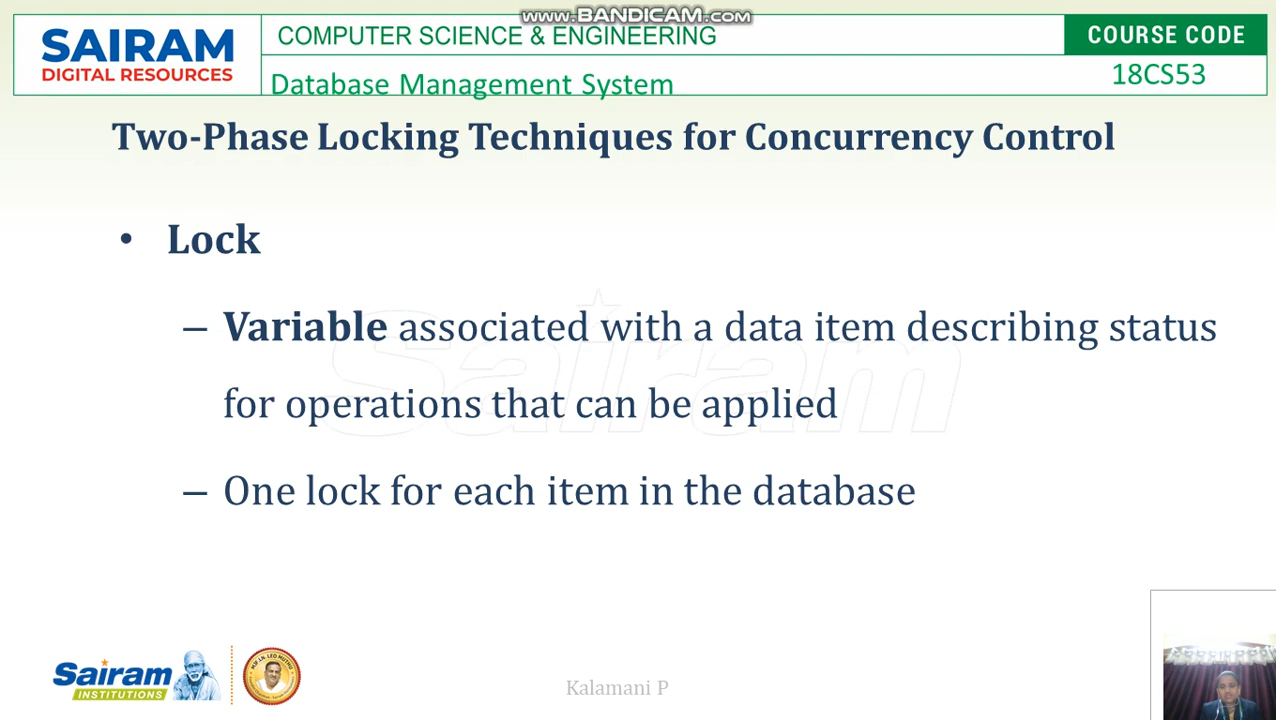 www.BANDICAM.com
SAIRAM
DIGITAL RESOURCES
COMPUTER SCIENCE & ENGINEERING
COURSE CODE
Database Management System
18CS53
Two-Phase Locking Techniques for Concurrency Control
• Lock
– Variable associated with a data item describing status
for operations that can be applied
– One lock for each item in the database
Sairam
Sairam
INSTITUTIONS
Kalamani P